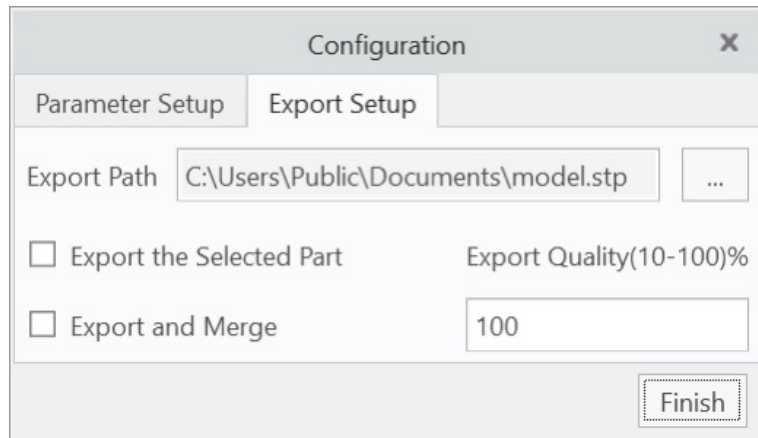 Configuration
Parameter Setup Export Setup
Export Path C:\Users\Public\Documents\model.stp ...
Export the Selected Part Export Quality(10-100)%
Export and Merge 100
Finish